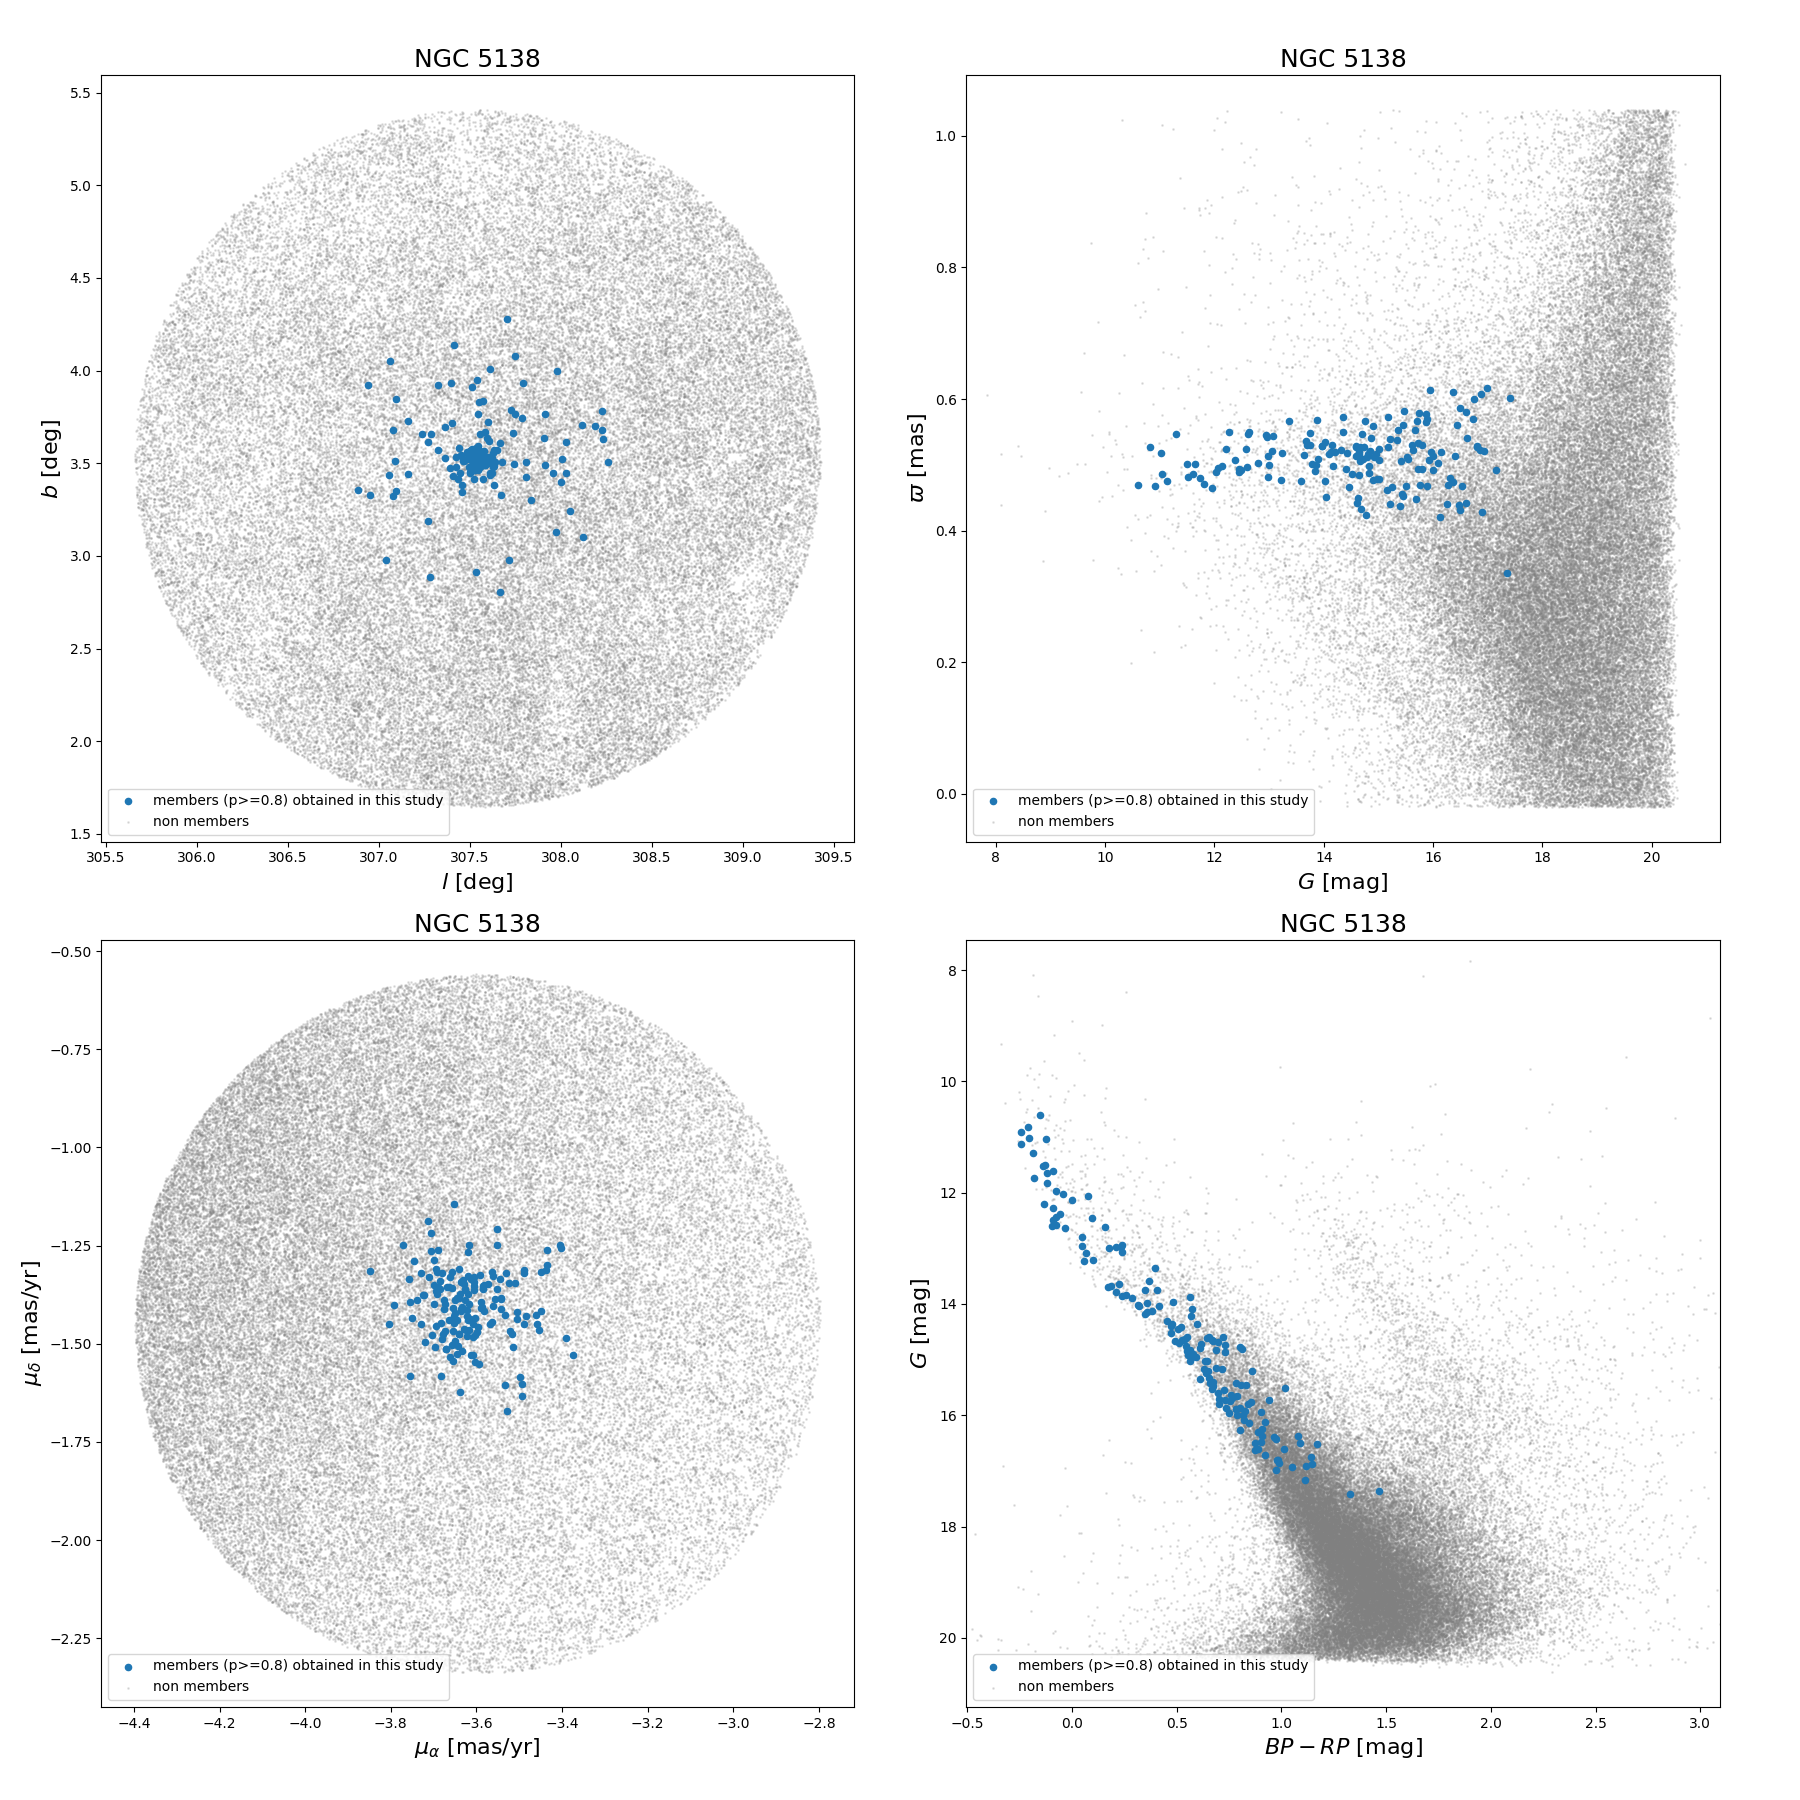 NGC 5138
5.5
5.0
4.5
4.0
3.5
3.0
2.5
2.0
1.5
b [deg]
members (p>=0.8) obtained in this study
non members
305.5 306.0 306.5 307.0 307.5 308.0 308.5 309.0 309.5
l [deg]
NGC 5138
1.0
0.8
0.6
0.4
0.2
0.0
ϖ [mas]
members (p>=0.8) obtained in this study
non members
8 10 12 14 16 18 20
G [mag]
NGC 5138
−0.50
−0.75
−1.00
−1.25
−1.50
−1.75
−2.00
−2.25
μδ [mas/yr]
members (p>=0.8) obtained in this study
non members
−4.4 −4.2 −4.0 −3.8 −3.6 −3.4 −3.2 −3.0 −2.8
μα [mas/yr]
NGC 5138
8
10
12
14
16
18
20
G [mag]
members (p>=0.8) obtained in this study
non members
−0.5 0.0 0.5 1.0 1.5 2.0 2.5 3.0
BP − RP [mag]